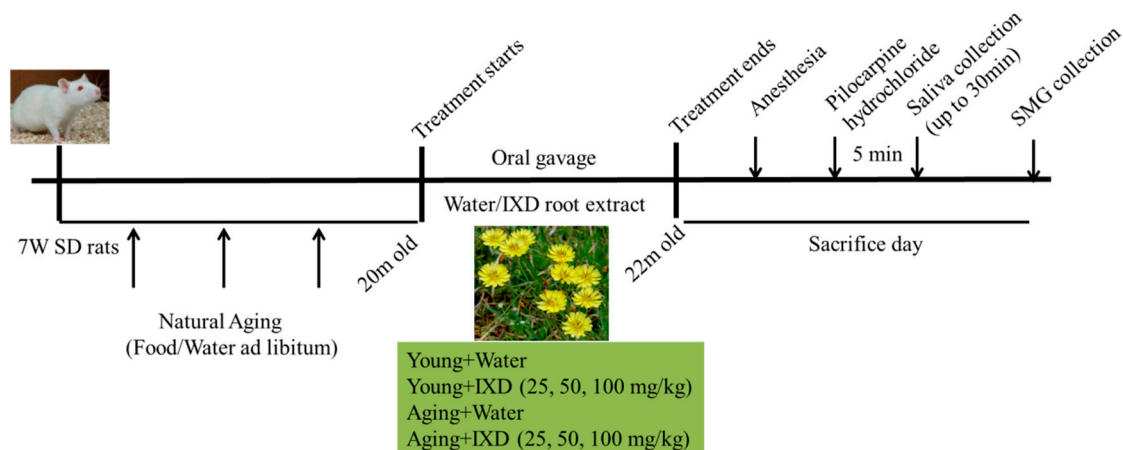 Treatment starts
Treatment ends
Anesthesia
Pilocarpine
hydrochloride
Saliva collection
(up to 30min)
SMG collection
Oral gavage
5 min
Water/IXD root extract
7W SD rats
20m old
22m old
Sacrifice day
Natural Aging
(Food/Water ad libitum)
Young+Water
Young+IXD (25, 50, 100 mg/kg)
Aging+Water
Aging+IXD (25, 50, 100 mg/kg)